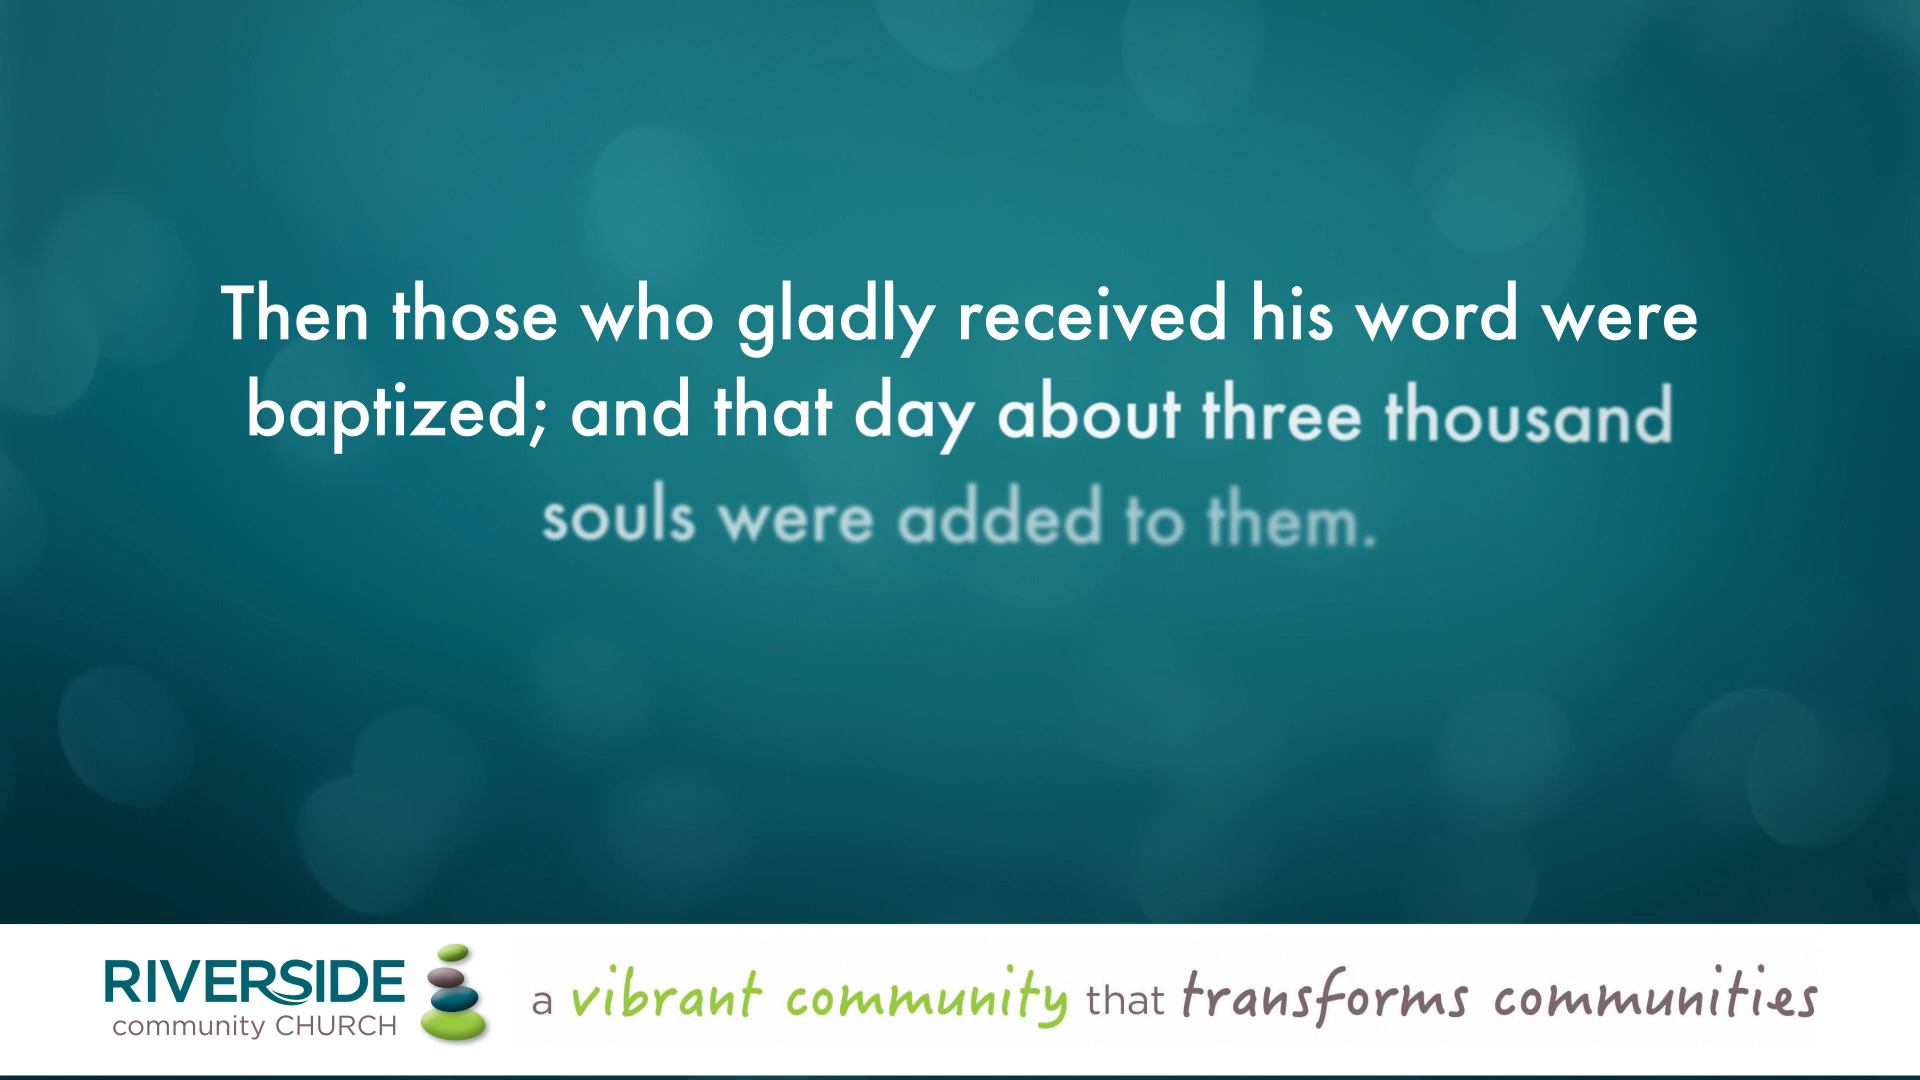 Then those who gladly received his word were
baptized; and that day about three thousand
souls were added to them.
RIVERSIDE
community CHURCH
a vibrant community that transforms communities